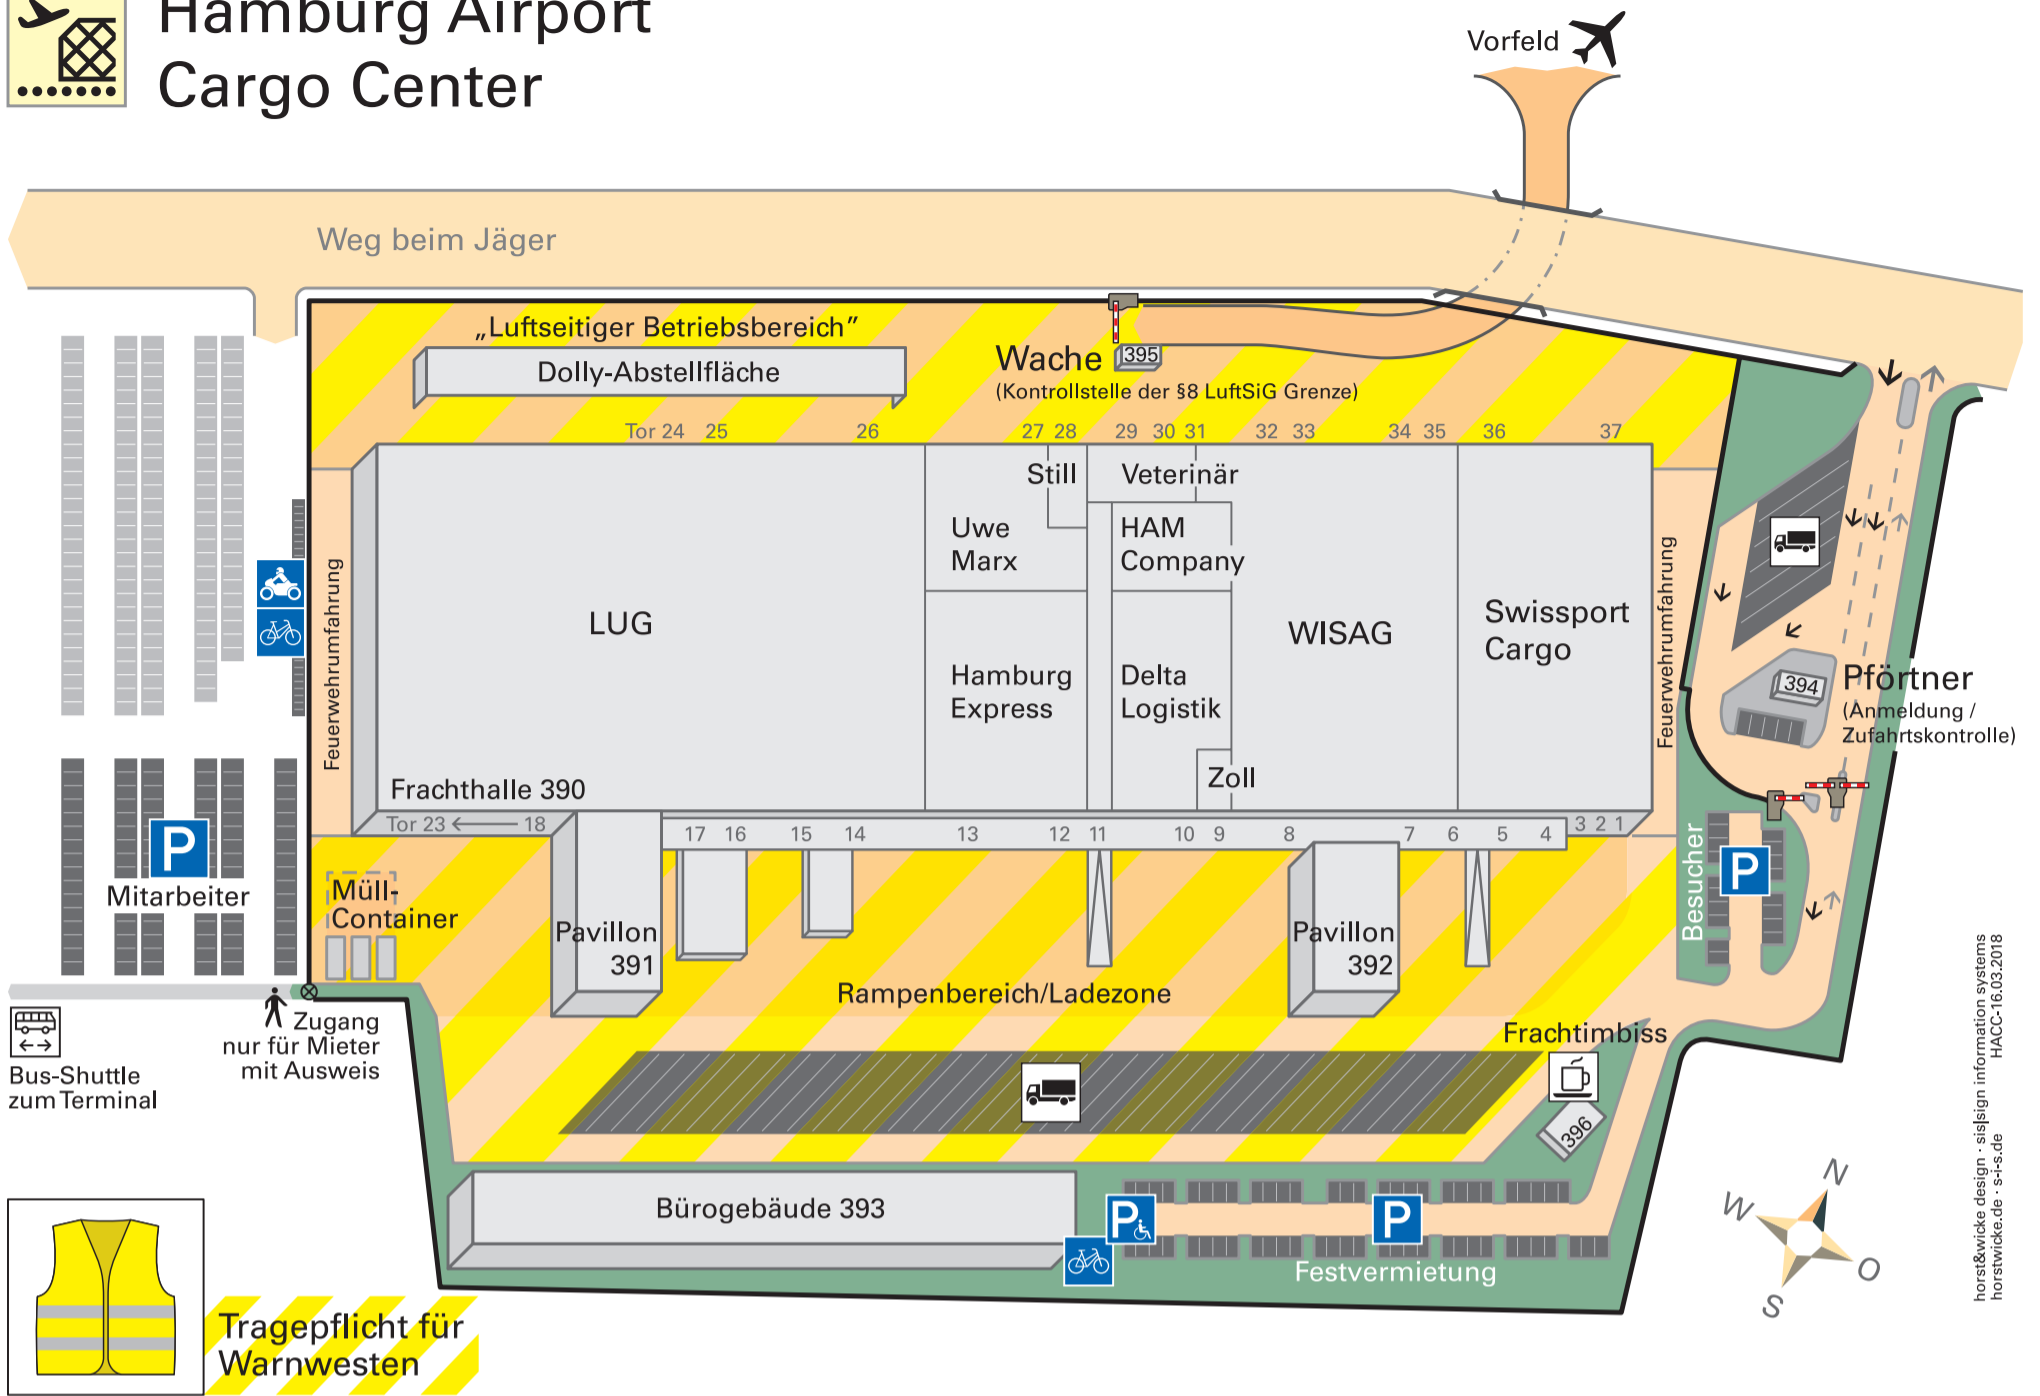 Hamburg Airport
Cargo Center
Vorfeld
Weg beim Jäger
„Luftseitiger Betriebsbereich”
Dolly-Abstellfläche
Wache
395
(Kontrollstelle der §8 LuftSiG Grenze)
Tor 24 25 26 27 28 29 30 31 32 33 34 35 36 37
Still
Veterinär
Uwe
Marx
HAM
Company
LUG
WISAG
Swissport
Cargo
Hamburg
Express
Delta
Logistik
Zoll
Frachthalle 390
Feuerwehrumfahrung
Feuerwehrumfahrung
394
Pförtner
(Anmeldung /
Zufahrtskontrolle)
Tor 23 18 17 16 15 14 13 12 11 10 9 8 7 6 5 4 3 2 1
P
Mitarbeiter
Müll-
Container
Pavillon
391
Pavillon
392
Besucher
P
Rampenbereich/Ladezone
Zugang
nur für Mieter
mit Ausweis
Bus-Shuttle
zum Terminal
Frachtimbiss
396
Bürogebäude 393
P
P
Festvermietung
N
W
O
S
Tragepflicht für
Warnwesten
horst&wicke design · sis|sign information systems
horstwicke.de · s-i-s.de HACC-16.03.2018